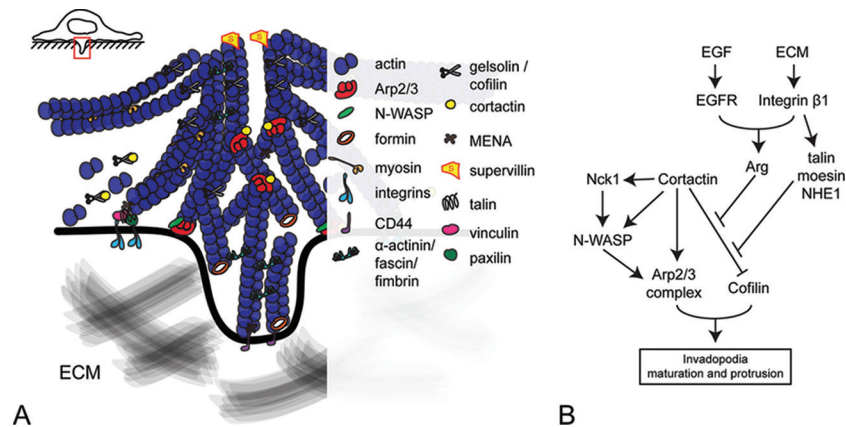 S
S
actin
Arp2/3
N-WASP
formin
myosin
integrins
CD44
α-actinin/
fascin/
fimbrin
gelsolin /
cofilin
cortactin
MENA
S
supervillin
talin
vinculin
paxilin
ECM
A
EGF
ECM
EGFR
Integrin β1
Arg
talin
moesin
NHE1
Nck1
Cortactin
N-WASP
Arp2/3
complex
Cofilin
Invadopodia
maturation and protrusion
B